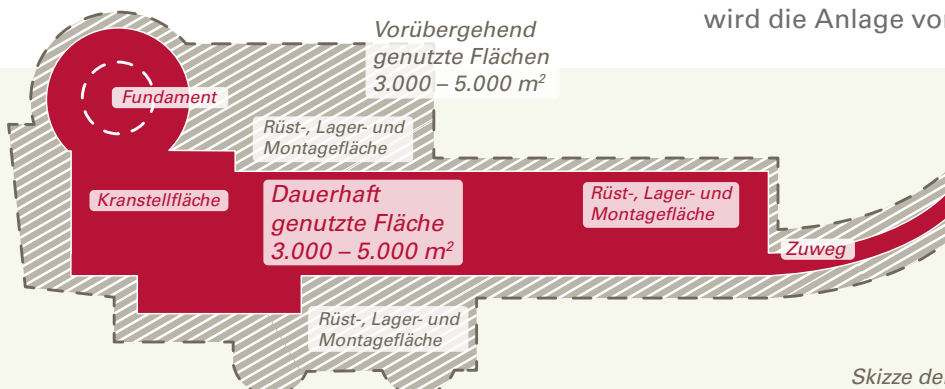 wird die Anlage vor
Vorübergehend
genutzte Flächen
3.000 – 5.000 m²
Fundament
Rüst-, Lager- und
Montagefläche
Kranstellfläche
Dauerhaft
genutzte Fläche
3.000 – 5.000 m²
Rüst-, Lager- und
Montagefläche
Zuweg
Rüst-, Lager- und
Montagefläche
Skizze de